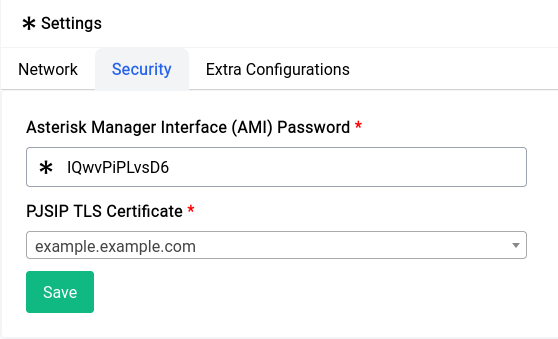 Settings
Network Security Extra Configurations
Asterisk Manager Interface (AMI) Password *
IQwvPiPLvsD6
PJSIP TLS Certificate *
example.example.com
Save